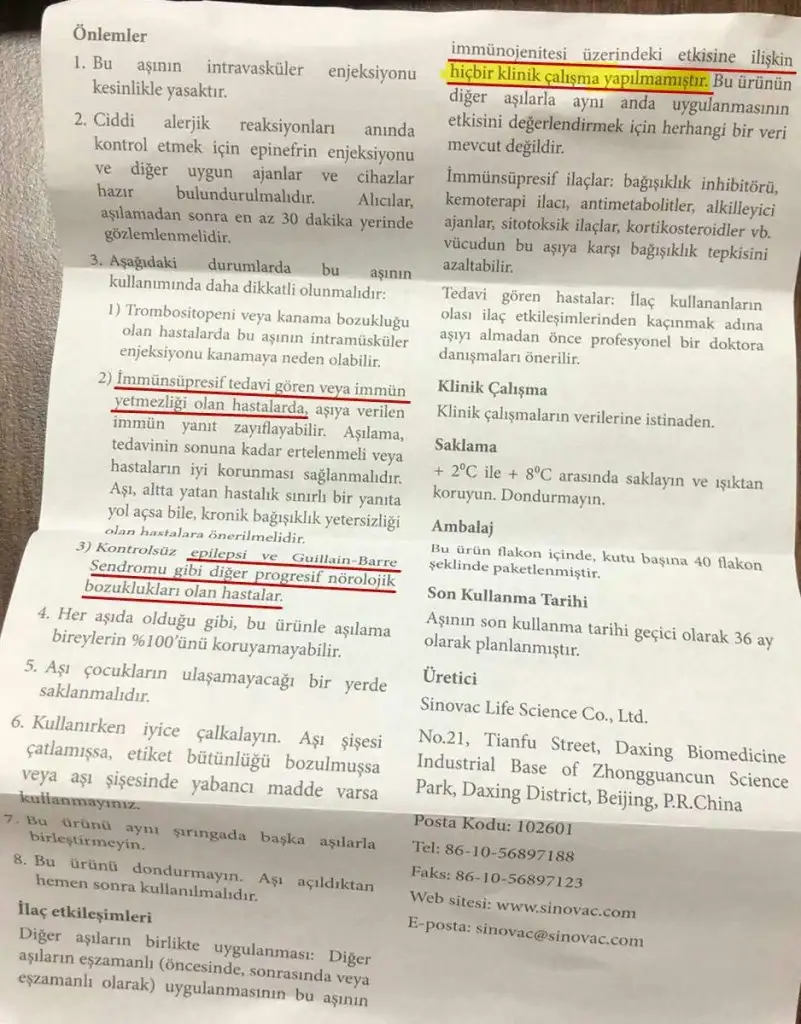 Önlemler
1. Bu aşının intravasküler enjeksiyonu
kesinlikle yasaktır.
2. Ciddi alerjik reaksiyonları anında
kontrol etmek için epinefrin enjeksiyonu
ve diğer uygun ajanlar ve cihazlar
hazır bulundurulmalıdır. Alıcılar,
aşılamadan sonra en az 30 dakika yerinde
gözlemlenmelidir.
3. Aşağıdaki durumlarda bu aşının
kullanımında daha dikkatli olunmalıdır:
1) Trombositopeni veya kanama bozukluğu
olan hastalarda bu aşının intramüsküler
enjeksiyonu kanamaya neden olabilir.
2) İmmünsüpresif tedavi gören veya immün
yetmezliği olan hastalarda, aşıya verilen
immün yanıt zayıflayabilir. Aşılama,
tedavinin sonuna kadar ertelenmeli veya
hastaların iyi korunması sağlanmalıdır.
Aşı, altta yatan hastalık sınırlı bir yanıta
yol açsa bile, kronik bağışıklık yetersizliği
olan hastalara önerilmelidir.
3) Kontrolsüz epilepsi ve Guillain-Barre
Sendromu gibi diğer progresif nörolojik
bozuklukları olan hastalar.
4. Her aşıda olduğu gibi, bu ürünle aşılama
bireylerin %100'ünü koruyamayabilir.
5. Aşı çocukların ulaşamayacağı bir yerde
saklanmalıdır.
6. Kullanırken iyice çalkalayın. Aşı şişesi
çatlamışsa, etiket bütünlüğü bozulmuşsa
veya aşı şişesinde yabancı madde varsa
kullanmayınız.
7. Bu ürünü aynı şırıngada başka aşılarla
birleştirmeyin.
8. Bu ürünü dondurmayın. Aşı açıldıktan
hemen sonra kullanılmalıdır.
İlaç etkileşimleri
Diğer aşıların birlikte uygulanması: Diğer
aşıların eşzamanlı (öncesinde, sonrasında veya
eşzamanlı olarak) uygulanmasının bu aşının
immünojenitesi üzerindeki etkisine ilişkin
hiçbir klinik çalışma yapılmamıştır. Bu ürünün
diğer aşılarla aynı anda uygulanmasının
etkisini değerlendirmek için herhangi bir veri
mevcut değildir.
İmmünsüpresif ilaçlar: bağışıklık inhibitörü,
kemoterapi ilacı, antimetabolitler, alkilleyici
ajanlar, sitotoksik ilaçlar, kortikosteroidler vb.
vücudun bu aşıya karşı bağışıklık tepkisini
azaltabilir.
Tedavi gören hastalar: İlaç kullananların
olası ilaç etkileşimlerinden kaçınmak adına
aşıyı almadan önce profesyonel bir doktora
danışmaları önerilir.
Klinik Çalışma
Klinik çalışmaların verilerine istinaden.
Saklama
+ 2⁰C ile + 8⁰C arasında saklayın ve ışıktan
koruyun. Dondurmayın.
Ambalaj
Bu ürün flakon içinde, kutu başına 40 flakon
şeklinde paketlenmiştir.
Son Kullanma Tarihi
Aşının son kullanma tarihi geçici olarak 36 ay
olarak planlanmıştır.
Üretici
Sinovac Life Science Co., Ltd.
No.21, Tianfu Street, Daxing Biomedicine
Industrial Base of Zhongguancun Science
Park, Daxing District, Beijing, P.R.China
Posta Kodu: 102601
Tel: 86-10-56897188
Faks: 86-10-56897123
Web sitesi: www.sinovac.com
E-posta: sinovac@sinovac.com